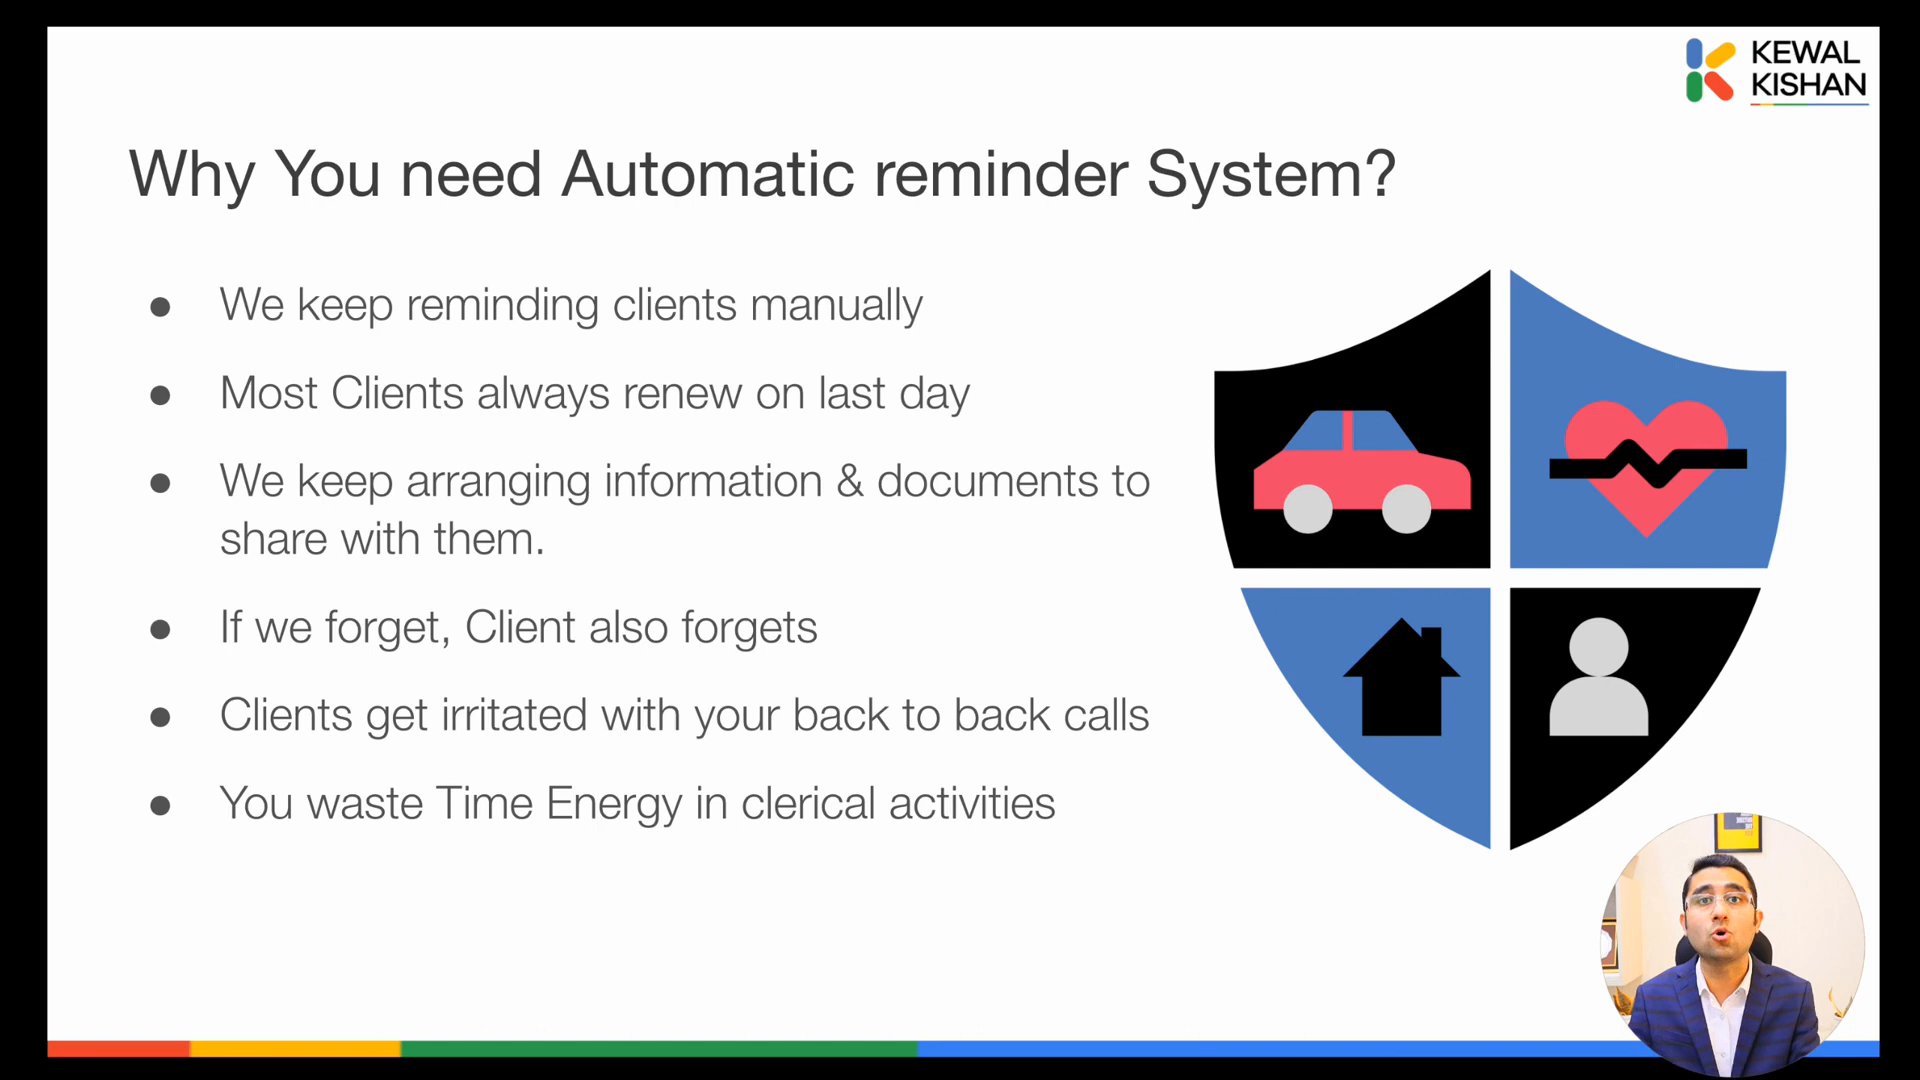 KEWAL
KISHAN
Why You need Automatic reminder System?
● We keep reminding clients manually
● Most Clients always renew on last day
● We keep arranging information & documents to
share with them.
● If we forget, Client also forgets
● Clients get irritated with your back to back calls
● You waste Time Energy in clerical activities